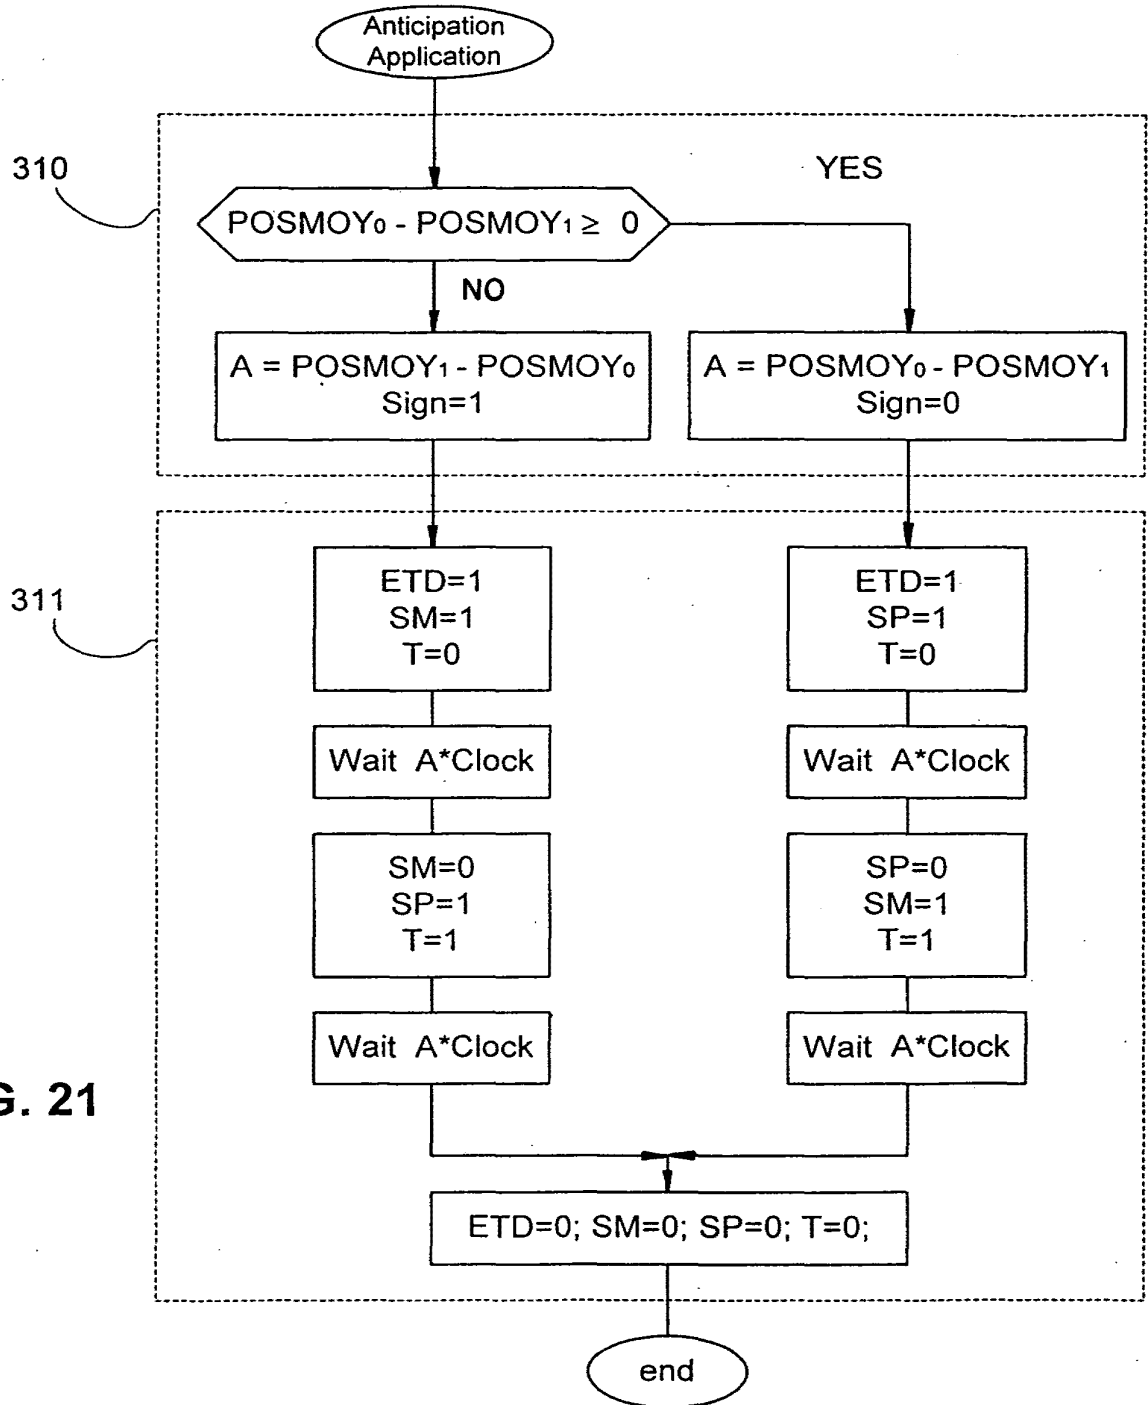 Anticipation
Application
310
YES
POSMOY₀ - POSMOY₁ ≥ 0
NO
A = POSMOY₁ - POSMOY₀
Sign=1
A = POSMOY₀ - POSMOY₁
Sign=0
311
ETD=1
SM=1
T=0
ETD=1
SP=1
T=0
Wait A*Clock
Wait A*Clock
SM=0
SP=1
T=1
SP=0
SM=1
T=1
Wait A*Clock
Wait A*Clock
G. 21
ETD=0; SM=0; SP=0; T=0;
end